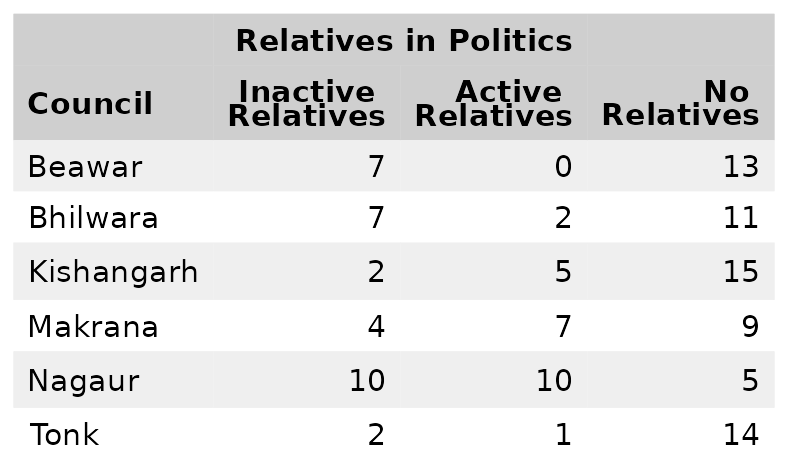 Relatives in Politics
Council Inactive Relatives Active Relatives No Relatives
Beawar 7 0 13
Bhilwara 7 2 11
Kishangarh 2 5 15
Makrana 4 7 9
Nagaur 10 10 5
Tonk 2 1 14